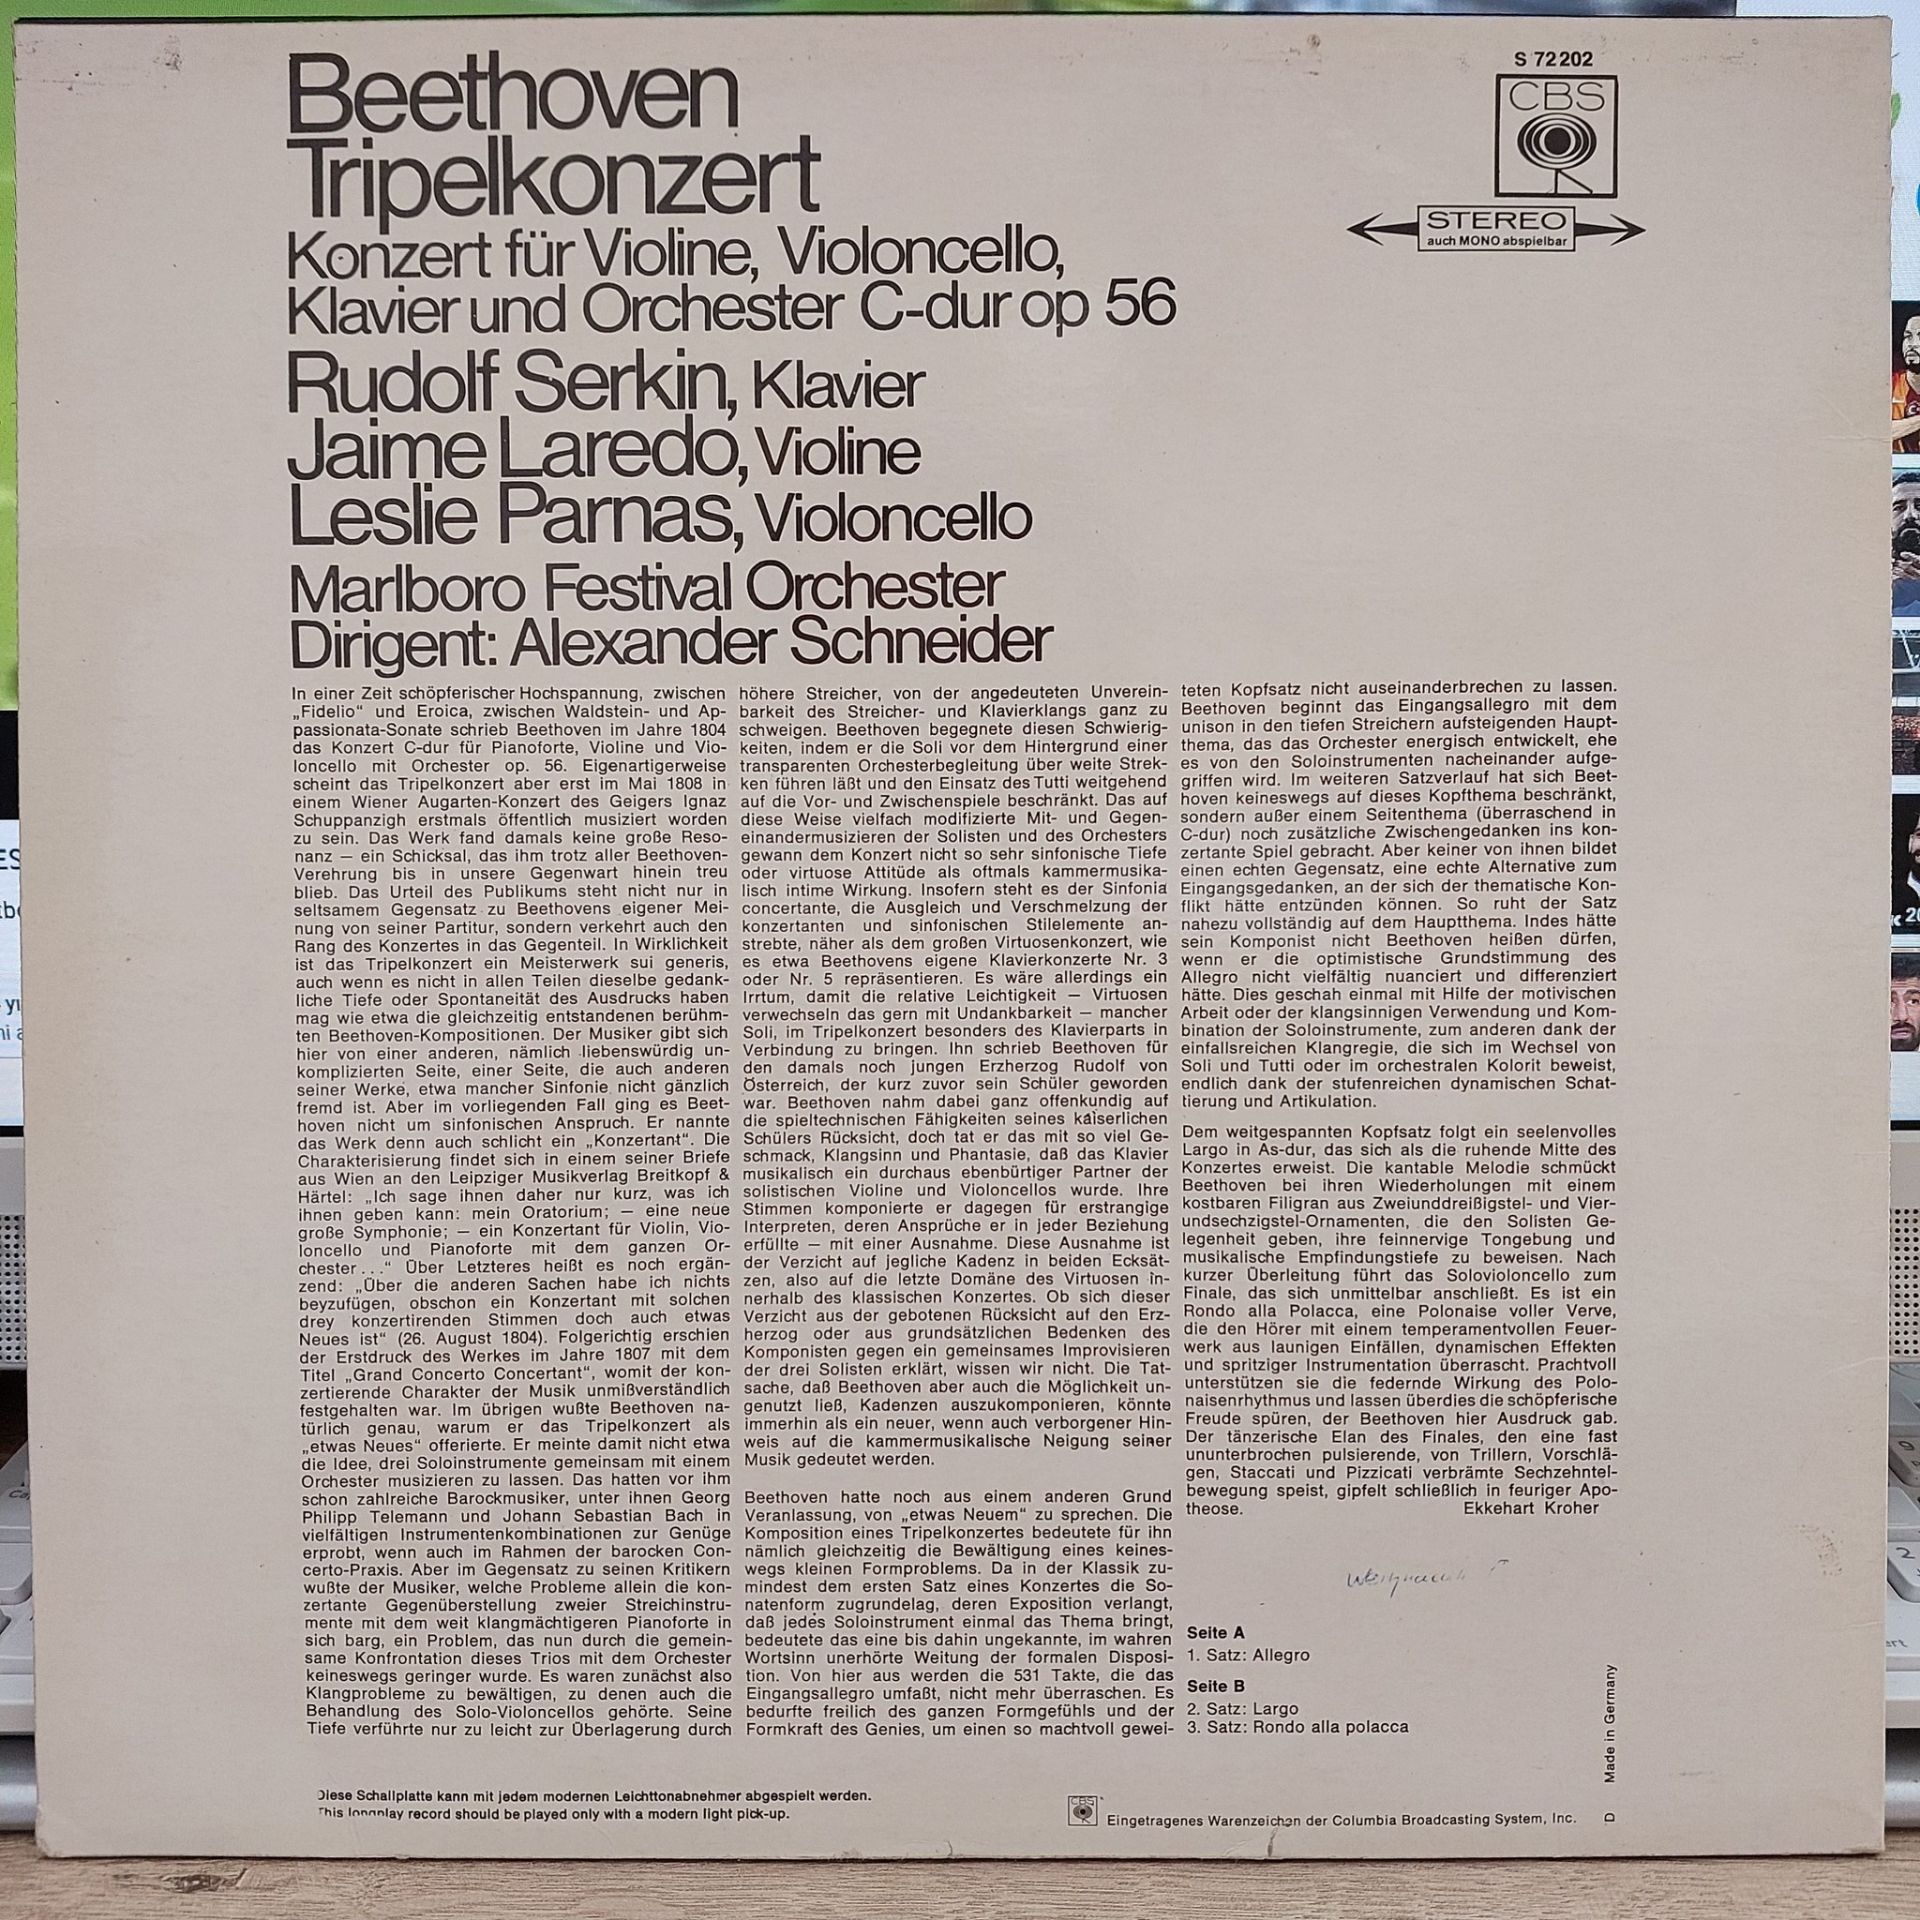 Beethoven
Tripelkonzert
Konzert für Violine, Violoncello,
Klavier und Orchester C-dur op 56
Rudolf Serkin, Klavier
Jaime Laredo, Violine
Leslie Parnas, Violoncello
Marlboro Festival Orchester
Dirigent: Alexander Schneider
S 72202
CBS
STEREO
auch MONO abspielbar
In einer Zeit schöpferischer Hochspannung, zwischen
„Fidelio“ und Eroica, zwischen Waldstein- und Ap-
passionata-Sonate schrieb Beethoven im Jahre 1804
das Konzert C-dur für Pianoforte, Violine und Vio-
loncello mit Orchester op. 56. Eigenartigerweise
scheint das Tripelkonzert aber erst im Mai 1808 in
einem Wiener Augarten-Konzert des Geigers Ignaz
Schuppanzigh erstmals öffentlich musiziert worden
zu sein. Das Werk fand damals keine große Reso-
nanz – ein Schicksal, das ihm trotz aller Beethoven-
Verehrung bis in unsere Gegenwart hinein treu
blieb. Das Urteil des Publikums steht nicht nur in
seltsamem Gegensatz zu Beethovens eigener Mei-
nung von seiner Partitur, sondern verkehrt auch den
Rang des Konzertes in das Gegenteil. In Wirklichkeit
ist das Tripelkonzert ein Meisterwerk sui generis,
auch wenn es nicht in allen Teilen dieselbe gedank-
liche Tiefe oder Spontaneität des Ausdrucks haben
mag wie etwa die gleichzeitig entstandenen berühm-
ten Beethoven-Kompositionen. Der Musiker gibt sich
hier von einer anderen, nämlich liebenswürdig un-
komplizierten Seite, einer Seite, die auch anderen
seiner Werke, etwa mancher Sinfonie nicht gänzlich
fremd ist. Aber im vorliegenden Fall ging es Beet-
hoven nicht um sinfonischen Anspruch. Er nannte
das Werk denn auch schlicht ein „Konzertant“. Die
Charakterisierung findet sich in einem seiner Briefe
aus Wien an den Leipziger Musikverlag Breitkopf &
Härtel: „Ich sage ihnen daher nur kurz, was ich
ihnen geben kann: mein Oratorium; – eine neue
große Symphonie; – ein Konzertant für Violin, Vio-
loncello und Pianoforte mit dem ganzen Or-
chester . . .“ Über Letzteres heißt es noch ergän-
zend: „Über die anderen Sachen habe ich nichts
beyzufügen, obschon ein Konzertant mit solchen
drey konzertirenden Stimmen doch auch etwas
Neues ist“ (26. August 1804). Folgerichtig erschien
der Erstdruck des Werkes im Jahre 1807 mit dem
Titel „Grand Concerto Concertant“, womit der kon-
zertierende Charakter der Musik unmißverständlich
festgehalten war. Im übrigen wußte Beethoven na-
türlich genau, warum er das Tripelkonzert als
„etwas Neues“ offerierte. Er meinte damit nicht etwa
die Idee, drei Soloinstrumente gemeinsam mit einem
Orchester musizieren zu lassen. Das hatten vor ihm
schon zahlreiche Barockmusiker, unter ihnen Georg
Philipp Telemann und Johann Sebastian Bach in
vielfältigen Instrumentenkombinationen zur Genüge
erprobt, wenn auch im Rahmen der barocken Con-
certo-Praxis. Aber im Gegensatz zu seinen Kritikern
wußte der Musiker, welche Probleme allein die kon-
zertante Gegenüberstellung zweier Streichinstru-
mente mit dem weit klangmächtigeren Pianoforte in
sich barg, ein Problem, das nun durch die gemein-
same Konfrontation dieses Trios mit dem Orchester
keineswegs geringer wurde. Es waren zunächst also
Klangprobleme zu bewältigen, zu denen auch die
Behandlung des Solo-Violoncellos gehörte. Seine
Tiefe verführte nur zu leicht zur Überlagerung durch
höhere Streicher, von der angedeuteten Unverein-
barkeit des Streicher- und Klavierklangs ganz zu
schweigen. Beethoven begegnete diesen Schwierig-
keiten, indem er die Soli vor dem Hintergrund einer
transparenten Orchesterbegleitung über weite Strek-
ken führen läßt und den Einsatz des Tutti weitgehend
auf die Vor- und Zwischenspiele beschränkt. Das auf
diese Weise vielfach modifizierte Mit- und Gegen-
einandermusizieren der Solisten und des Orchesters
gewann dem Konzert nicht so sehr sinfonische Tiefe
oder virtuose Attitüde als oftmals kammermusika-
lisch intime Wirkung. Insofern steht es der Sinfonia
concertante, die Ausgleich und Verschmelzung der
konzertanten und sinfonischen Stilelemente an-
strebte, näher als dem großen Virtuosenkonzert, wie
es etwa Beethovens eigene Klavierkonzerte Nr. 3
oder Nr. 5 repräsentieren. Es wäre allerdings ein
Irrtum, damit die relative Leichtigkeit – Virtuosen
verwechseln das gern mit Undankbarkeit – mancher
Soli, im Tripelkonzert besonders des Klavierparts in
Verbindung zu bringen. Ihn schrieb Beethoven für
den damals noch jungen Erzherzog Rudolf von
Österreich, der kurz zuvor sein Schüler geworden
war. Beethoven nahm dabei ganz offenkundig auf
die spieltechnischen Fähigkeiten seines kaiserlichen
Schülers Rücksicht, doch tat er das mit so viel Ge-
schmack, Klangsinn und Phantasie, daß das Klavier
musikalisch ein durchaus ebenbürtiger Partner der
solistischen Violine und Violoncellos wurde. Ihre
Stimmen komponierte er dagegen für erstrangige
Interpreten, deren Ansprüche er in jeder Beziehung
erfüllte – mit einer Ausnahme. Diese Ausnahme ist
der Verzicht auf jegliche Kadenz in beiden Ecksät-
zen, also auf die letzte Domäne des Virtuosen in-
nerhalb des klassischen Konzertes. Ob sich dieser
Verzicht aus der gebotenen Rücksicht auf den Erz-
herzog oder aus grundsätzlichen Bedenken des
Komponisten gegen ein gemeinsames Improvisieren
der drei Solisten erklärt, wissen wir nicht. Die Tat-
sache, daß Beethoven aber auch die Möglichkeit un-
genutzt ließ, Kadenzen auszukomponieren, könnte
immerhin als ein neuer, wenn auch verborgener Hin-
weis auf die kammermusikalische Neigung seiner
Musik gedeutet werden.
Beethoven hatte noch aus einem anderen Grund
Veranlassung, von „etwas Neuem“ zu sprechen. Die
Komposition eines Tripelkonzertes bedeutete für ihn
nämlich gleichzeitig die Bewältigung eines keines-
wegs kleinen Formproblems. Da in der Klassik zu-
mindest dem ersten Satz eines Konzertes die So-
natenform zugrundelag, deren Exposition verlangt,
daß jedes Soloinstrument einmal das Thema bringt,
bedeutete das eine bis dahin ungekannte, im wahren
Wortsinn unerhörte Weitung der formalen Disposi-
tion. Von hier aus werden die 531 Takte, die das
Eingangsallegro umfaßt, nicht mehr überraschen. Es
bedurfte freilich des ganzen Formgefühls und der
Formkraft des Genies, um einen so machtvoll gewei-
teten Kopfsatz nicht auseinanderbrechen zu lassen.
Beethoven beginnt das Eingangsallegro mit dem
unison in den tiefen Streichern aufsteigenden Haupt-
thema, das das Orchester energisch entwickelt, ehe
es von den Soloinstrumenten nacheinander aufge-
griffen wird. Im weiteren Satzverlauf hat sich Beet-
hoven keineswegs auf dieses Kopfthema beschränkt,
sondern außer einem Seitenthema (überraschend in
C-dur) noch zusätzliche Zwischengedanken ins kon-
zertante Spiel gebracht. Aber keiner von ihnen bildet
einen echten Gegensatz, eine echte Alternative zum
Eingangsgedanken, an der sich der thematische Kon-
flikt hätte entzünden können. So ruht der Satz
nahezu vollständig auf dem Hauptthema. Indes hätte
sein Komponist nicht Beethoven heißen dürfen,
wenn er die optimistische Grundstimmung des
Allegro nicht vielfältig nuanciert und differenziert
hätte. Dies geschah einmal mit Hilfe der motivischen
Arbeit oder der klangsinnigen Verwendung und Kom-
bination der Soloinstrumente, zum anderen dank der
einfallsreichen Klangregie, die sich im Wechsel von
Soli und Tutti oder im orchestralen Kolorit beweist,
endlich dank der stufenreichen dynamischen Schat-
tierung und Artikulation.
Dem weitgespannten Kopfsatz folgt ein seelenvolles
Largo in As-dur, das sich als die ruhende Mitte des
Konzertes erweist. Die kantable Melodie schmückt
Beethoven bei ihren Wiederholungen mit einem
kostbaren Filigran aus Zweiunddreißigstel- und Vier-
undsechzigstel-Ornamenten, die den Solisten Ge-
legenheit geben, ihre feinnervige Tongebung und
musikalische Empfindungstiefe zu beweisen. Nach
kurzer Überleitung führt das Solovioloncello zum
Finale, das sich unmittelbar anschließt. Es ist ein
Rondo alla Polacca, eine Polonaise voller Verve,
die den Hörer mit einem temperamentvollen Feuer-
werk aus launigen Einfällen, dynamischen Effekten
und spritziger Instrumentation überrascht. Prachtvoll
unterstützen sie die federnde Wirkung des Polo-
naisenrhythmus und lassen überdies die schöpferische
Freude spüren, der Beethoven hier Ausdruck gab.
Der tänzerische Elan des Finales, den eine fast
ununterbrochen pulsierende, von Trillern, Vorschlä-
gen, Staccati und Pizzicati verbrämte Sechzehntel-
bewegung speist, gipfelt schließlich in feuriger Apo-
theose.
Ekkehart Kroher
Seite A
1. Satz: Allegro
Seite B
2. Satz: Largo
3. Satz: Rondo alla polacca
D Made in Germany
Diese Schallplatte kann mit jedem modernen Leichttonabnehmer abgespielt werden.
This longplay record should be played only with a modern light pick-up.
CBS
Eingetragenes Warenzeichen der Columbia Broadcasting System, Inc.